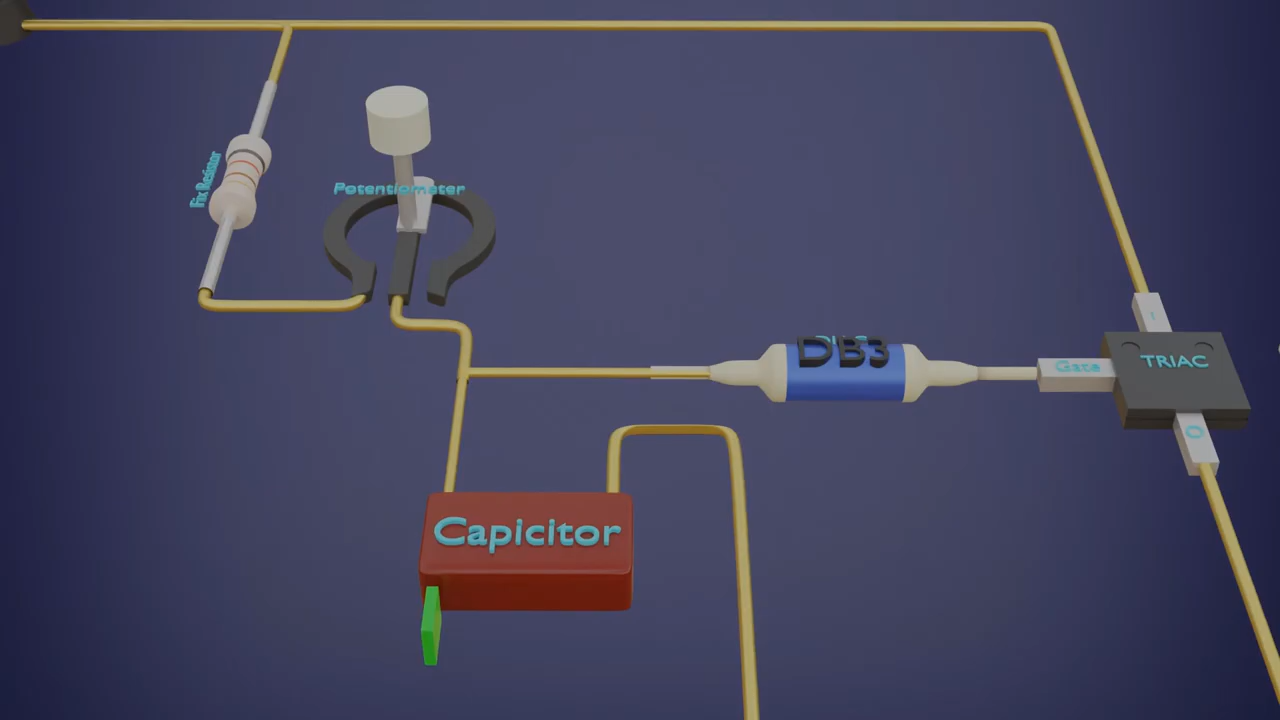 Fix Resistor
Potentiometer
DB3
Gate
I
TRIAC
O
Capicitor